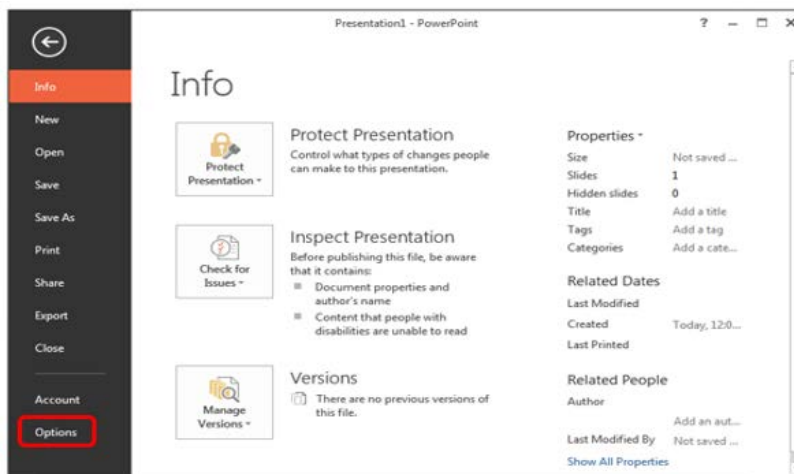 Presentation1 - PowerPoint
?
Info
New
Open
Save
Save As
Print
Share
Export
Close
Account
Options
Info
Protect
Presentation
Protect Presentation
Control what types of changes people
can make to this presentation.
Check for
Issues
Inspect Presentation
Before publishing this file, be aware
that it contains:
Document properties and
author's name
Content that people with
disabilities are unable to read
Manage
Versions
Versions
There are no previous versions of
this file.
Properties
Size Not saved ...
Slides 1
Hidden slides 0
Title Add a title
Tags Add a tag
Categories Add a cate...
Related Dates
Last Modified
Created Today, 12:0...
Last Printed
Related People
Author
Add an aut...
Last Modified By Not saved ...
Show All Properties